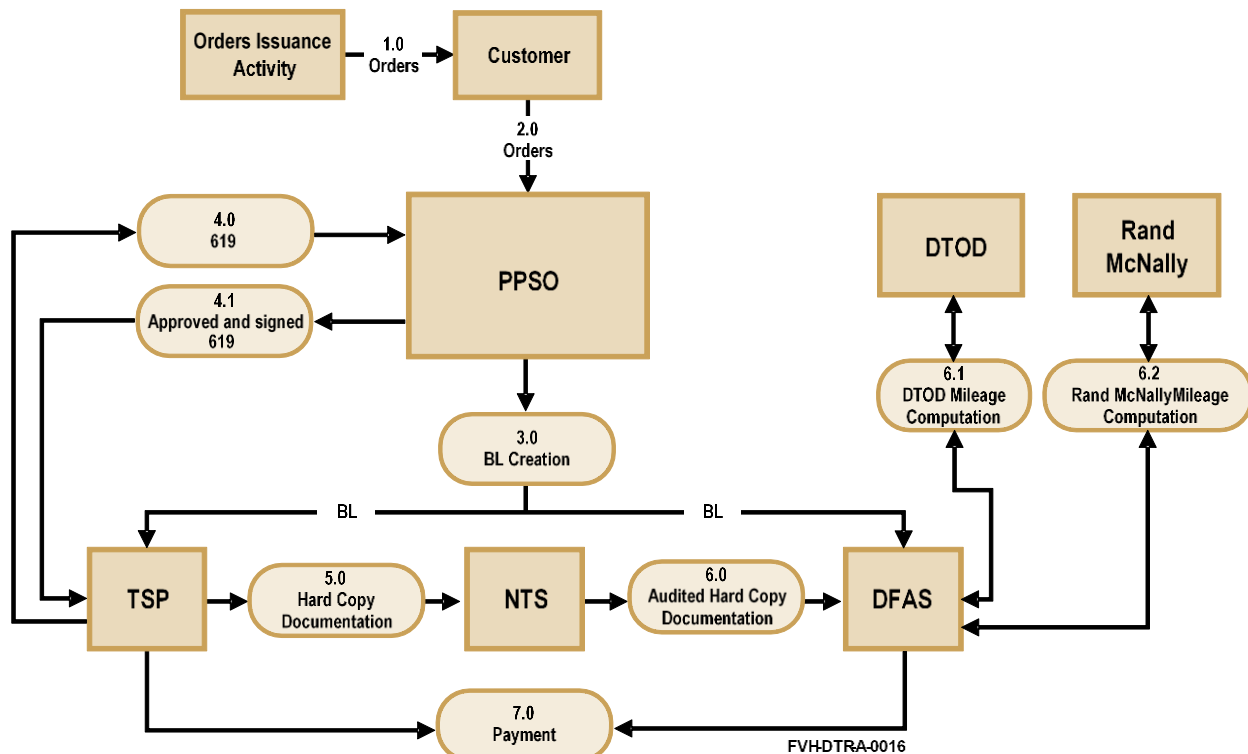 Orders Issuance
Activity
1.0
Orders
Customer
2.0
Orders
4.0
619
PPSO
DTOD
Rand
McNally
4.1
Approved and signed
619
6.1
DTOD Mileage
Computation
6.2
Rand McNallyMileage
Computation
3.0
BL Creation
BL
BL
TSP
5.0
Hard Copy
Documentation
NTS
6.0
Audited Hard Copy
Documentation
DFAS
7.0
Payment
FVH-DTRA-0016